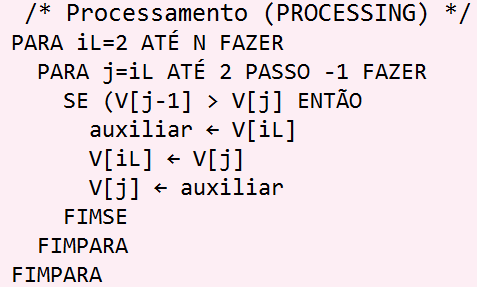 /* Processamento (PROCESSING) */
PARA iL=2 ATÉ N FAZER
PARA j=iL ATÉ 2 PASSO -1 FAZER
SE (V[j-1] > V[j] ENTÃO
auxiliar ← V[iL]
V[iL] ← V[j]
V[j] ← auxiliar
FIMSE
FIMPARA
FIMPARA